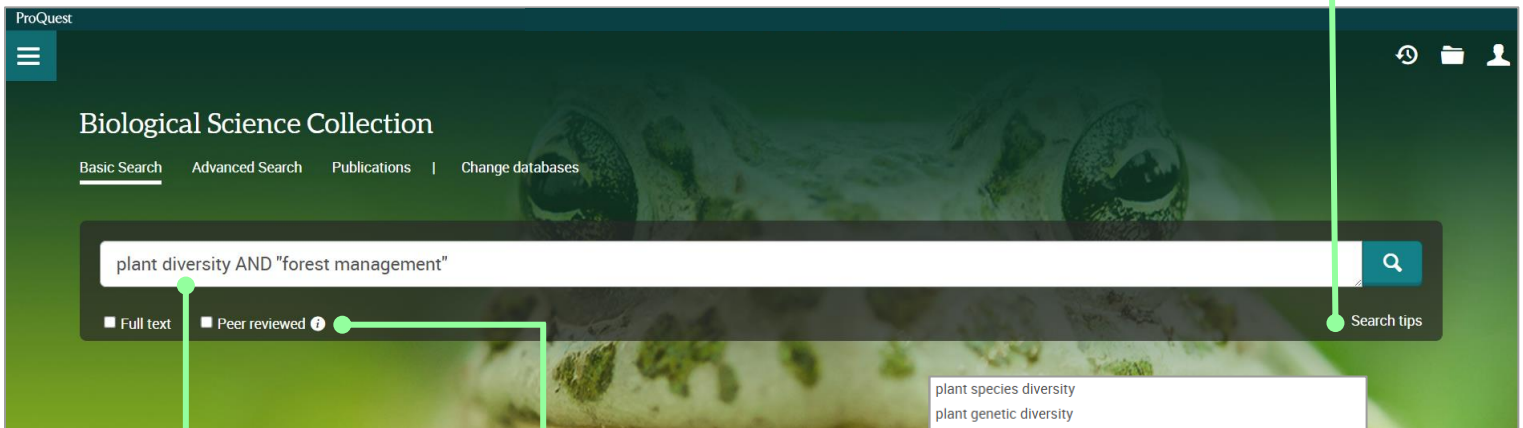 ProQuest
Biological Science Collection
Basic Search Advanced Search Publications | Change databases
plant diversity AND "forest management"
Full text Peer reviewed i
Search tips
plant species diversity
plant genetic diversity